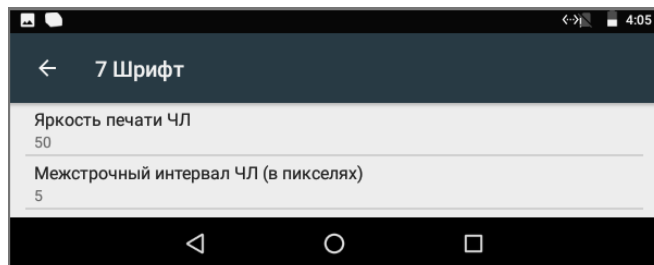 4:05
7 Шрифт
Яркость печати ЧЛ
50
Межстрочный интервал ЧЛ (в пикселях)
5